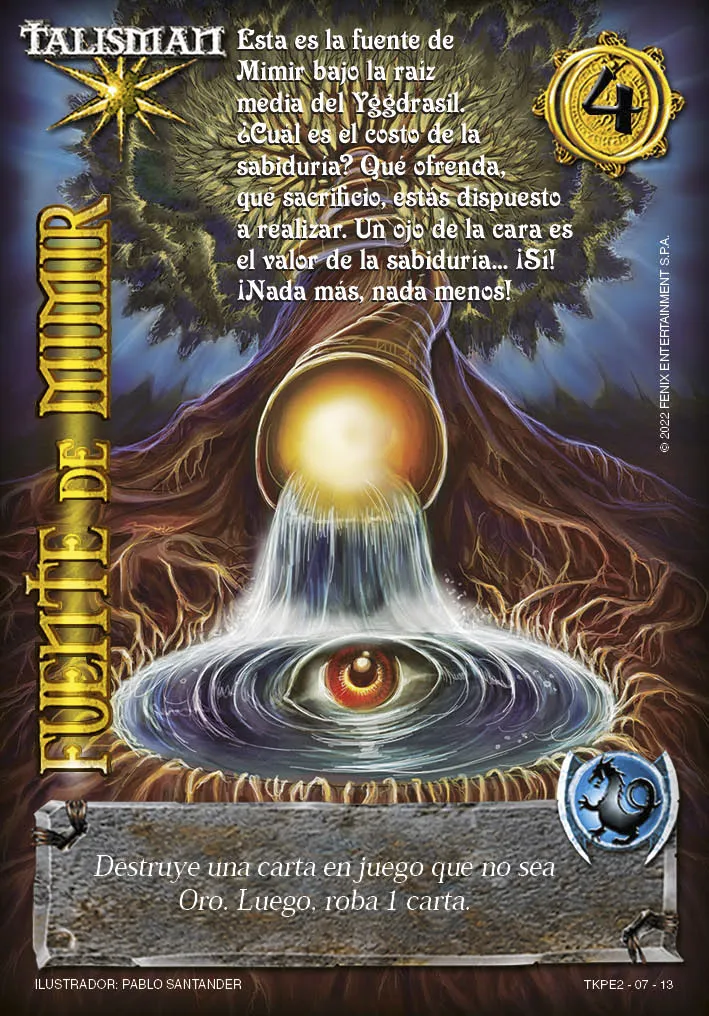 TALISMAN
Esta es la fuente de
Mimir bajo la raíz
media del Yggdrasil.
¿Cuál es el costo de la
sabiduría? Qué ofrenda,
qué sacrificio, estás dispuesto
a realizar. Un ojo de la cara es
el valor de la sabiduría... ¡Sí!
¡Nada más, nada menos!
4
FUENTE DE MIMIR
© 2022 FENIX ENTERTAINMENT S.P.A.
Destruye una carta en juego que no sea
Oro. Luego, roba 1 carta.
ILUSTRADOR: PABLO SANTANDER
TKPE2 - 07 - 13